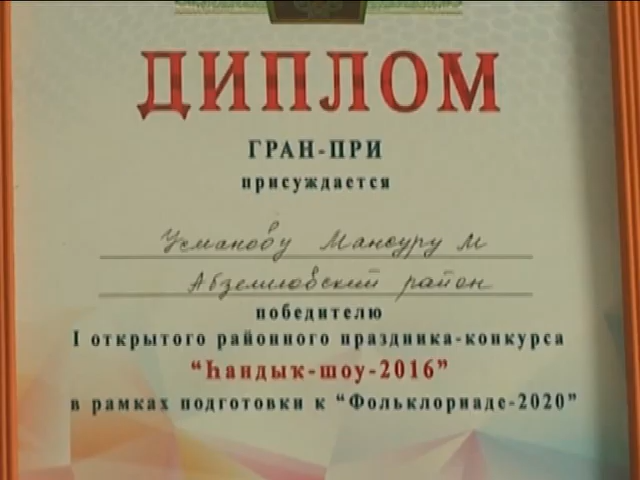 ДИПЛОМ
ГРАН-ПРИ
присуждается
Усманову Мансуру М
Абзелиловский район
победителю
I открытого районного праздника-конкурса
“Һандыҡ-шоу-2016”
в рамках подготовки к “Фольклориаде-2020”